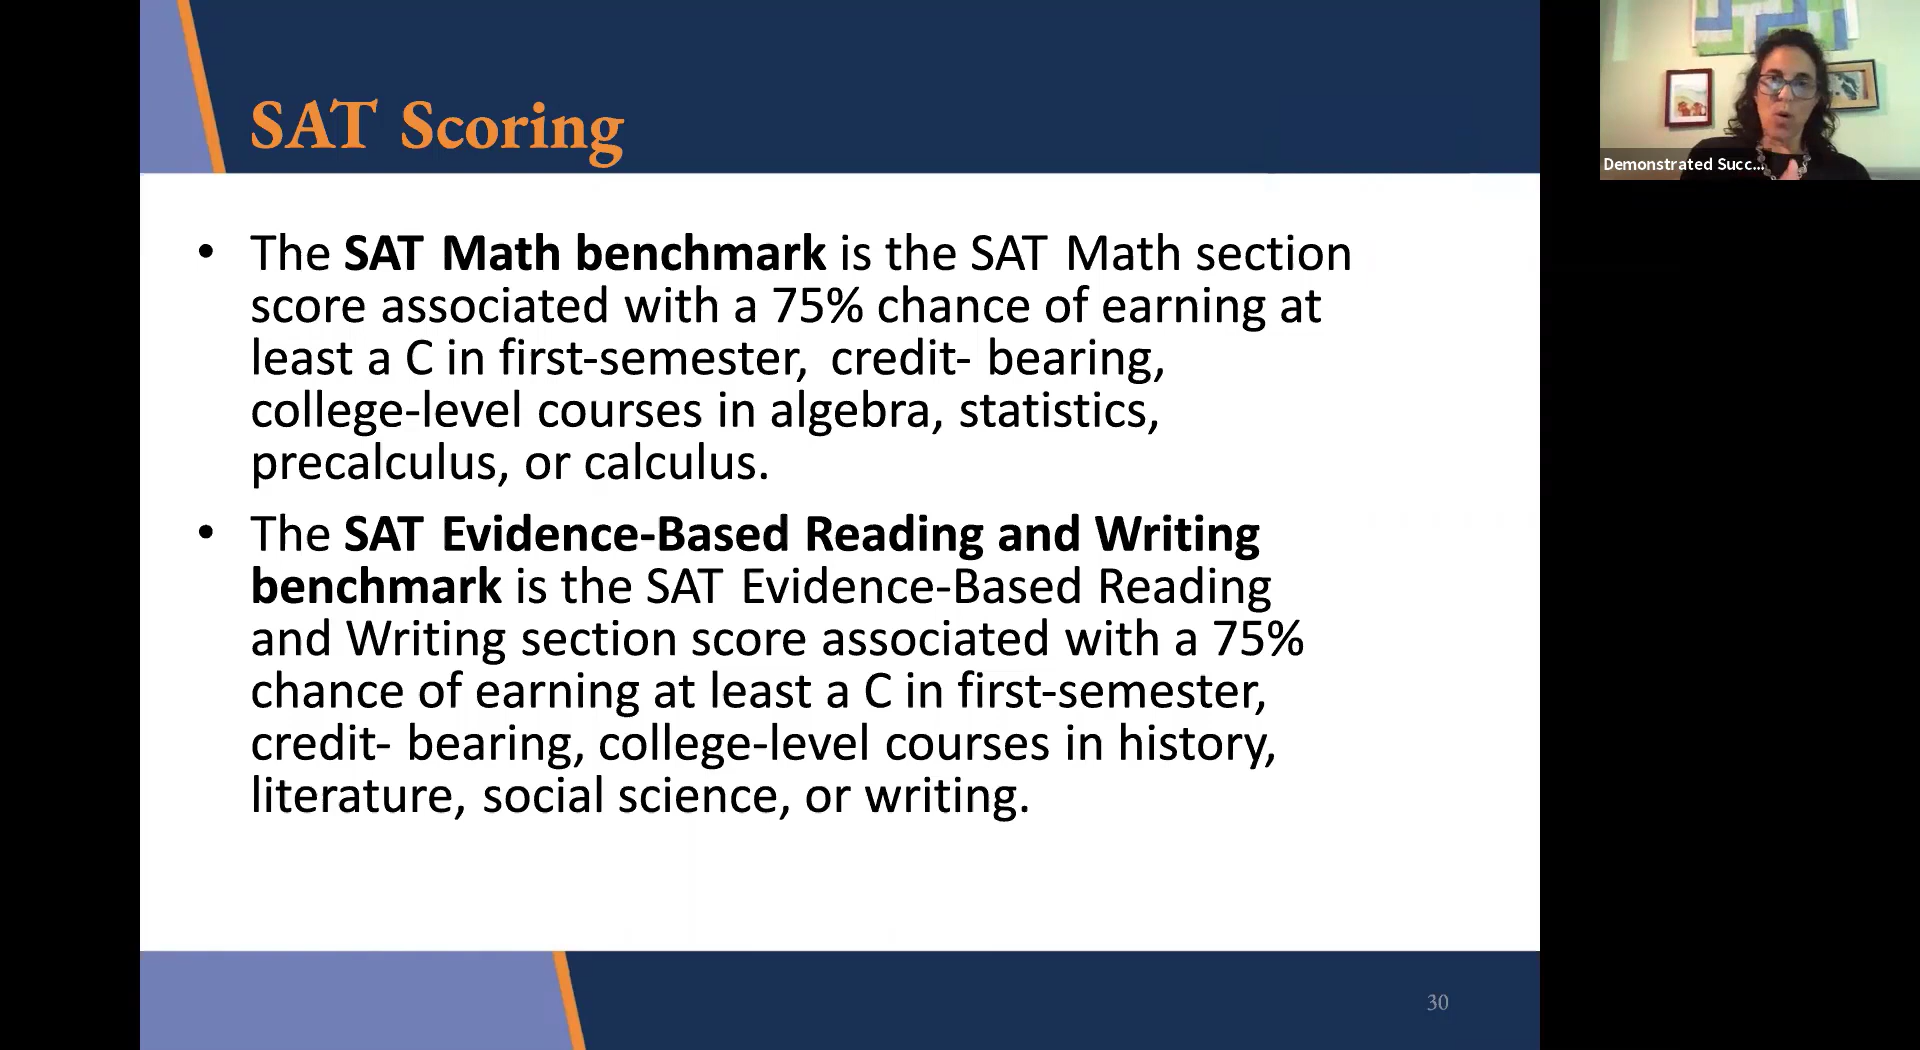 SAT Scoring
• The SAT Math benchmark is the SAT Math section
score associated with a 75% chance of earning at
least a C in first-semester, credit- bearing,
college-level courses in algebra, statistics,
precalculus, or calculus.
• The SAT Evidence-Based Reading and Writing
benchmark is the SAT Evidence-Based Reading
and Writing section score associated with a 75%
chance of earning at least a C in first-semester,
credit- bearing, college-level courses in history,
literature, social science, or writing.
30
Demonstrated Succ...